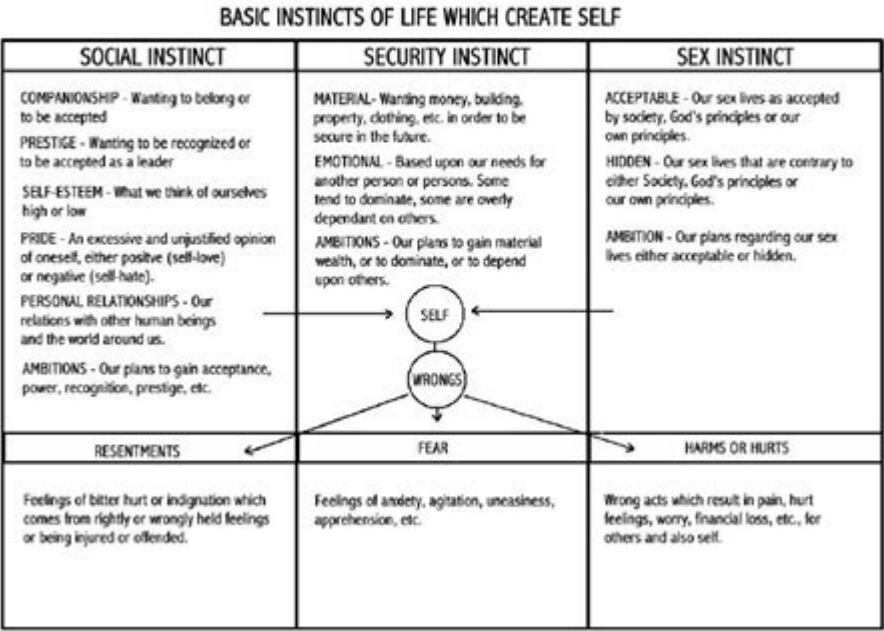 BASIC INSTINCTS OF LIFE WHICH CREATE SELF
SOCIAL INSTINCT
COMPANIONSHIP - Wanting to belong or
to be accepted
PRESTIGE - Wanting to be recognized or
to be accepted as a leader
SELF-ESTEEM - What we think of ourselves
high or low
PRIDE - An excessive and unjustified opinion
of oneself, either positve (self-love)
or negative (self-hate).
PERSONAL RELATIONSHIPS - Our
relations with other human beings
and the world around us.
AMBITIONS - Our plans to gain acceptance,
power, recognition, prestige, etc.
SECURITY INSTINCT
MATERIAL- Wanting money, building,
property, clothing, etc. in order to be
secure in the future.
EMOTIONAL - Based upon our needs for
another person or persons. Some
tend to dominate, some are overly
dependant on others.
AMBITIONS - Our plans to gain material
wealth, or to dominate, or to depend
upon others.
SEX INSTINCT
ACCEPTABLE - Our sex lives as accepted
by society, God's principles or our
own principles.
HIDDEN - Our sex lives that are contrary to
either Society, God's principles or
our own principles.
AMBITION - Our plans regarding our sex
lives either acceptable or hidden.
SELF
WRONGS
RESENTMENTS
Feelings of bitter hurt or indignation which
comes from rightly or wrongly held feelings
or being injured or offended.
FEAR
Feelings of anxiety, agitation, uneasiness,
apprehension, etc.
HARMS OR HURTS
Wrong acts which result in pain, hurt
feelings, worry, financial loss, etc., for
others and also self.